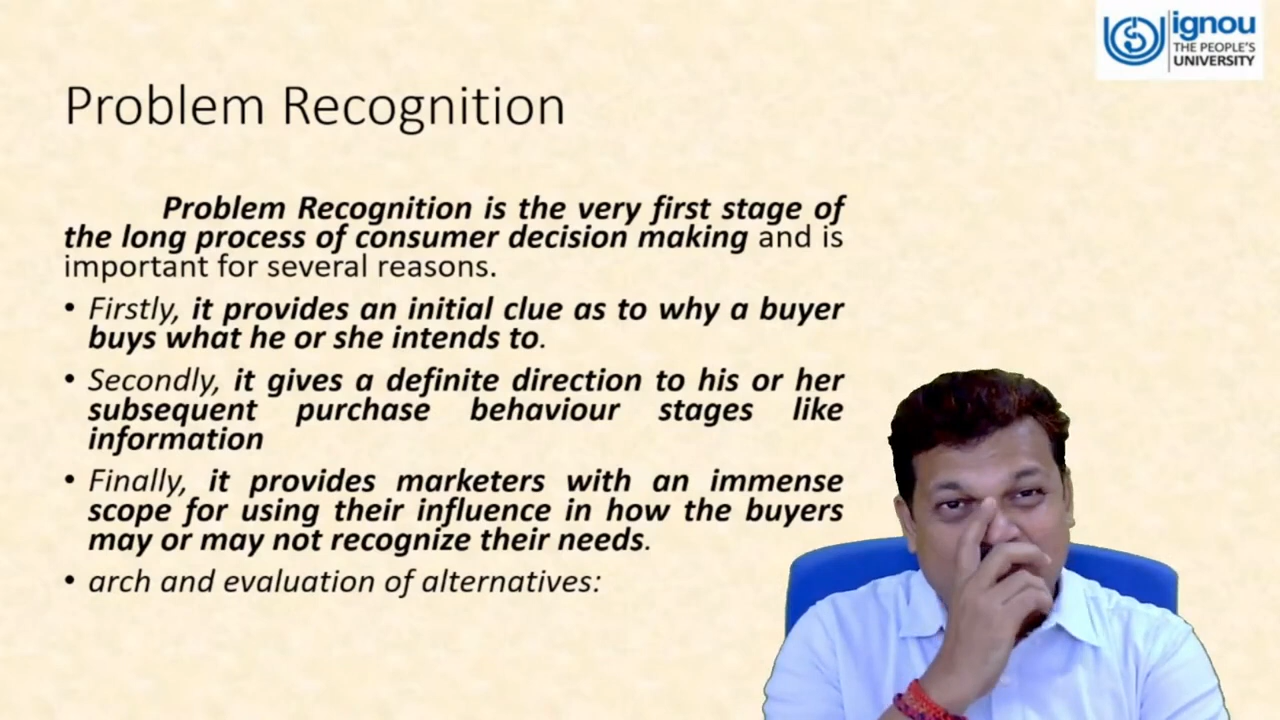 ignou
THE PEOPLE'S
UNIVERSITY
Problem Recognition
Problem Recognition is the very first stage of
the long process of consumer decision making and is
important for several reasons.
• Firstly, it provides an initial clue as to why a buyer
buys what he or she intends to.
• Secondly, it gives a definite direction to his or her
subsequent purchase behaviour stages like
information
• Finally, it provides marketers with an immense
scope for using their influence in how the buyers
may or may not recognize their needs.
• arch and evaluation of alternatives: